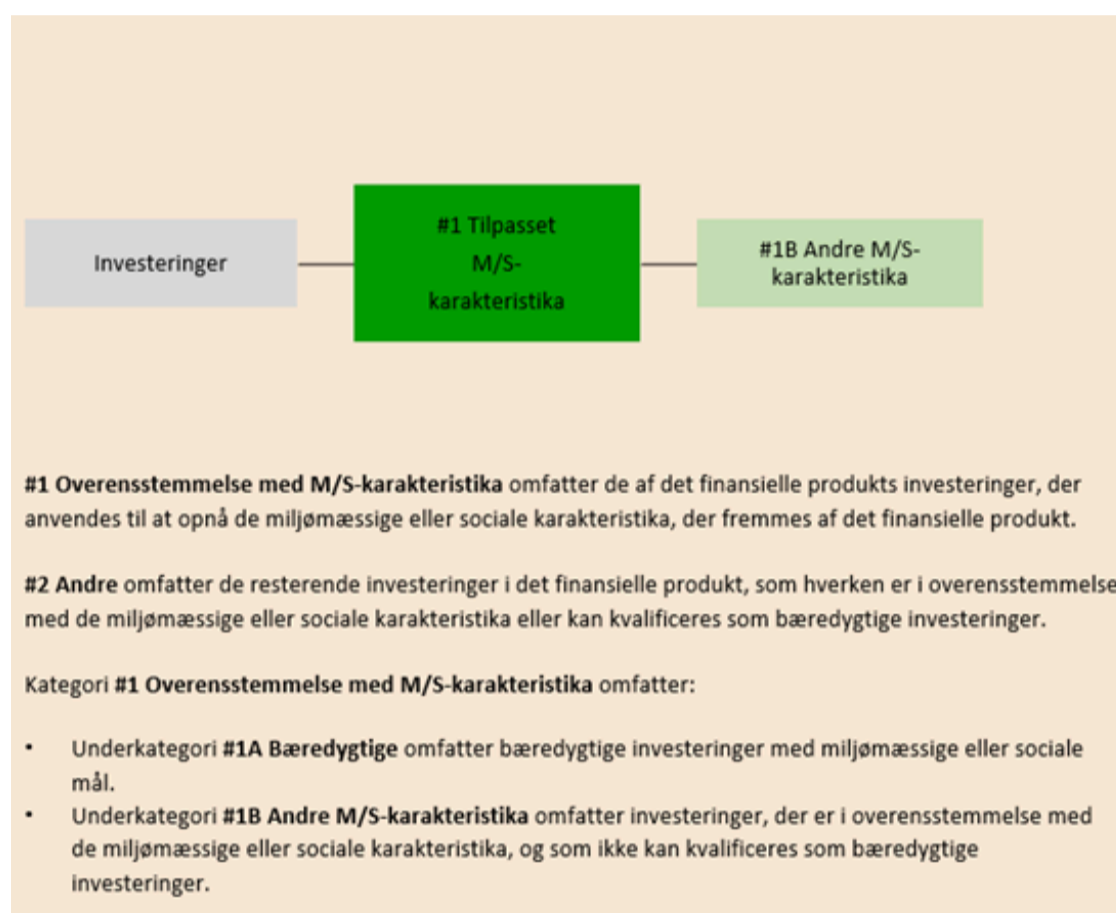 Investeringer
#1 Tilpasset
M/S-
karakteristika
#1B Andre M/S-
karakteristika
#1 Overensstemmelse med M/S-karakteristika omfatter de af det finansielle produkts investeringer, der
anvendes til at opnå de miljømæssige eller sociale karakteristika, der fremmes af det finansielle produkt.
#2 Andre omfatter de resterende investeringer i det finansielle produkt, som hverken er i overensstemmelse
med de miljømæssige eller sociale karakteristika eller kan kvalificeres som bæredygtige investeringer.
Kategori #1 Overensstemmelse med M/S-karakteristika omfatter:
• Underkategori #1A Bæredygtige omfatter bæredygtige investeringer med miljømæssige eller sociale
mål.
• Underkategori #1B Andre M/S-karakteristika omfatter investeringer, der er i overensstemmelse med
de miljømæssige eller sociale karakteristika, og som ikke kan kvalificeres som bæredygtige
investeringer.